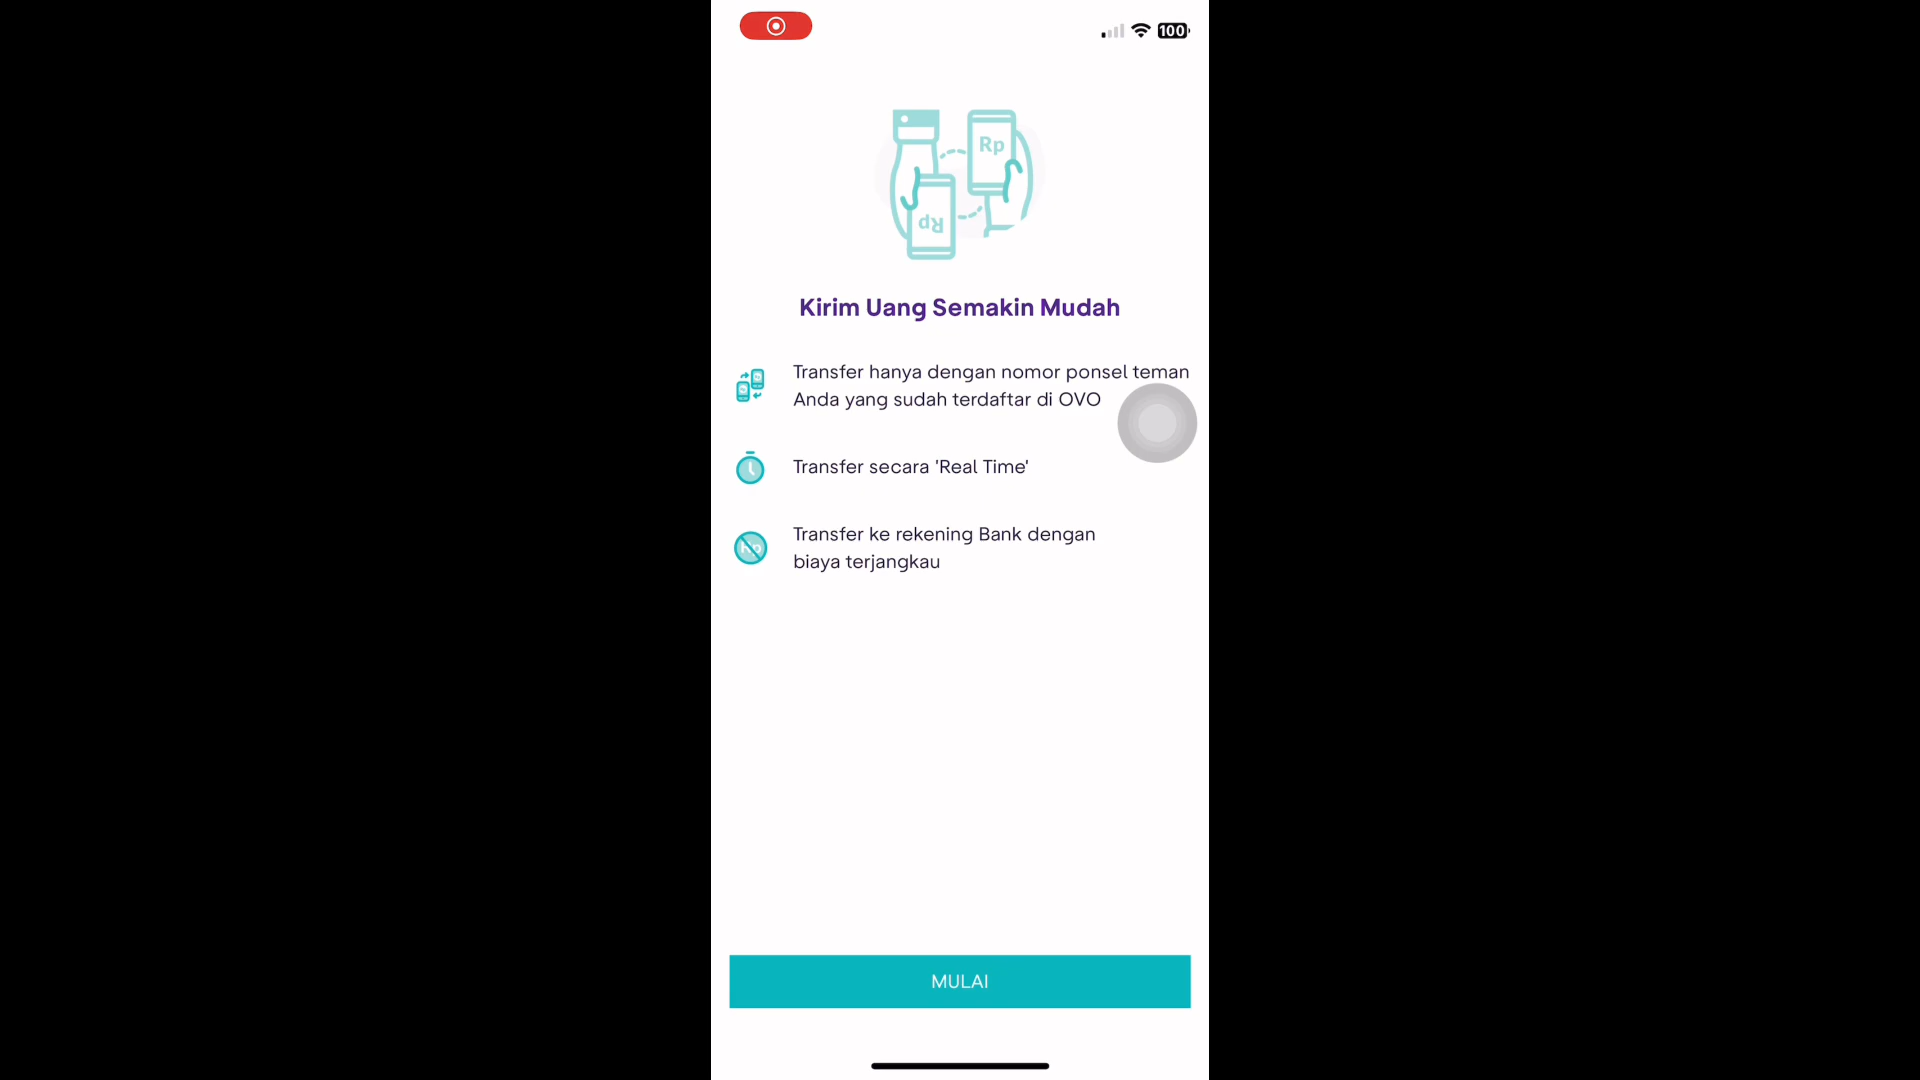 100
Rp
Rp
Kirim Uang Semakin Mudah
Transfer hanya dengan nomor ponsel teman
Anda yang sudah terdaftar di OVO
Transfer secara 'Real Time'
Rp
Transfer ke rekening Bank dengan
biaya terjangkau
MULAI